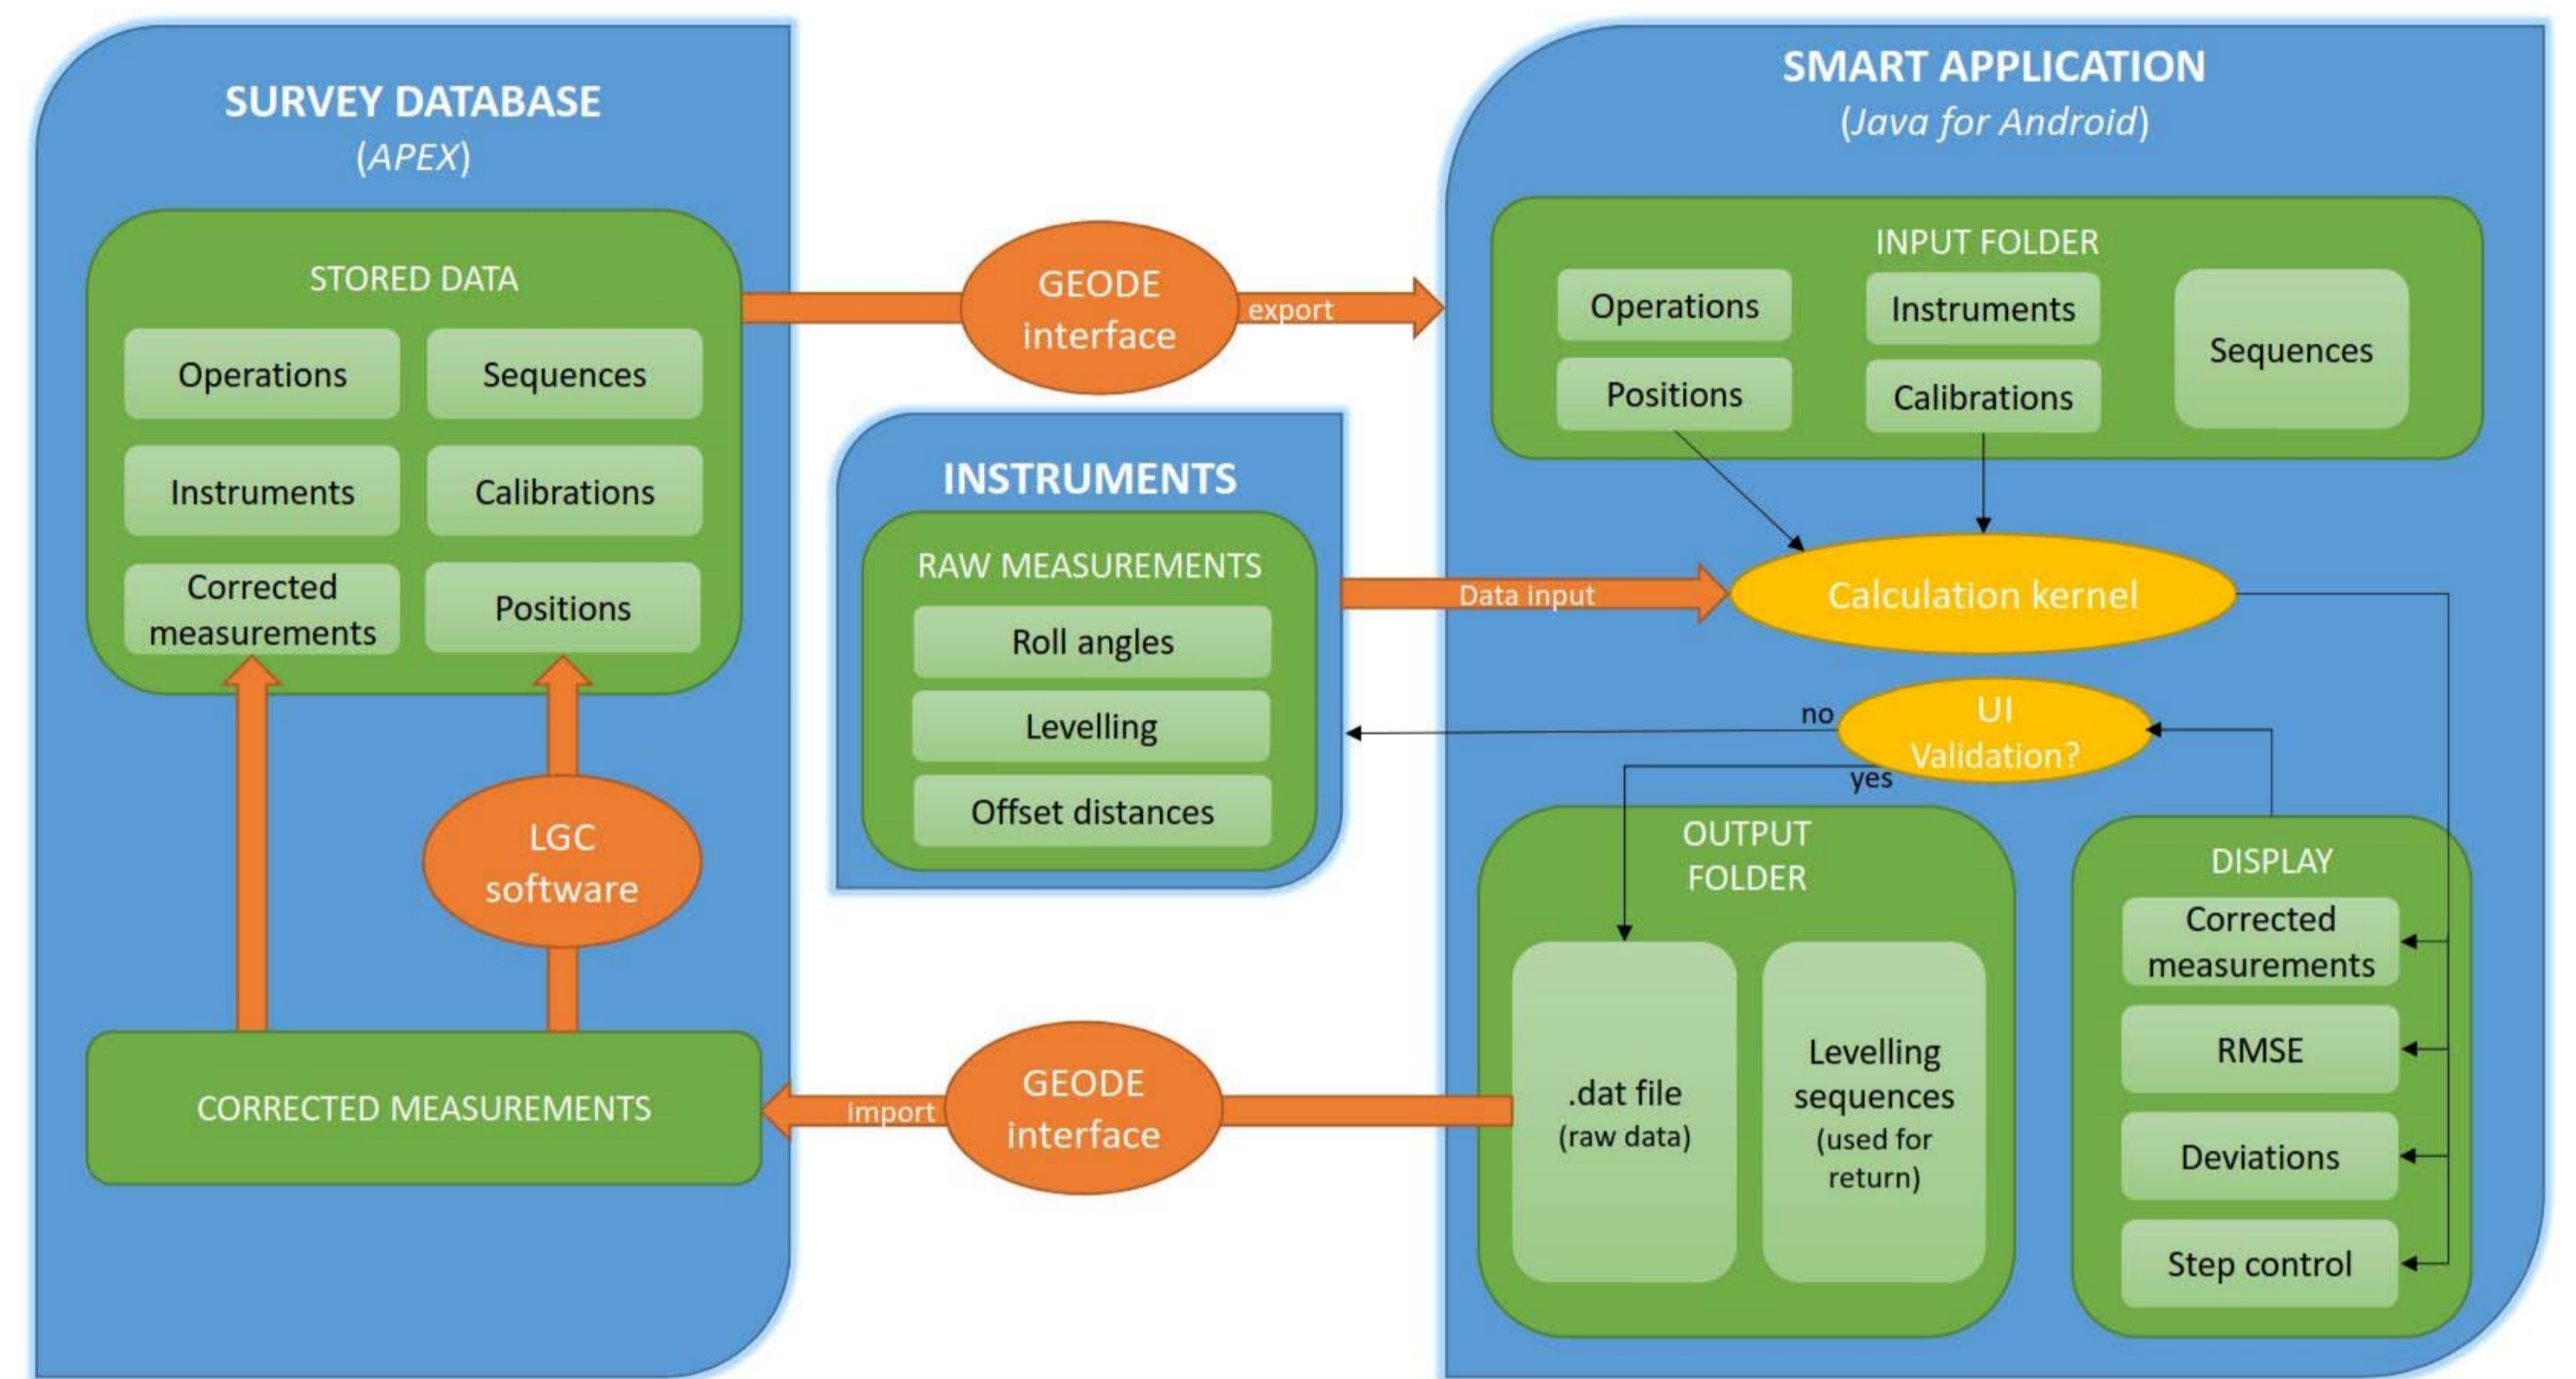 SURVEY DATABASE
(APEX)
STORED DATA
Operations
Sequences
Instruments
Calibrations
Corrected
measurements
Positions
LGC
software
CORRECTED MEASUREMENTS
GEODE
interface
export
INSTRUMENTS
RAW MEASUREMENTS
Roll angles
Levelling
Offset distances
Data input
GEODE
interface
import
SMART APPLICATION
(Java for Android)
INPUT FOLDER
Operations
Instruments
Sequences
Positions
Calibrations
Calculation kernel
UI
Validation?
no
yes
OUTPUT
FOLDER
.dat file
(raw data)
Levelling
sequences
(used for
return)
DISPLAY
Corrected
measurements
RMSE
Deviations
Step control